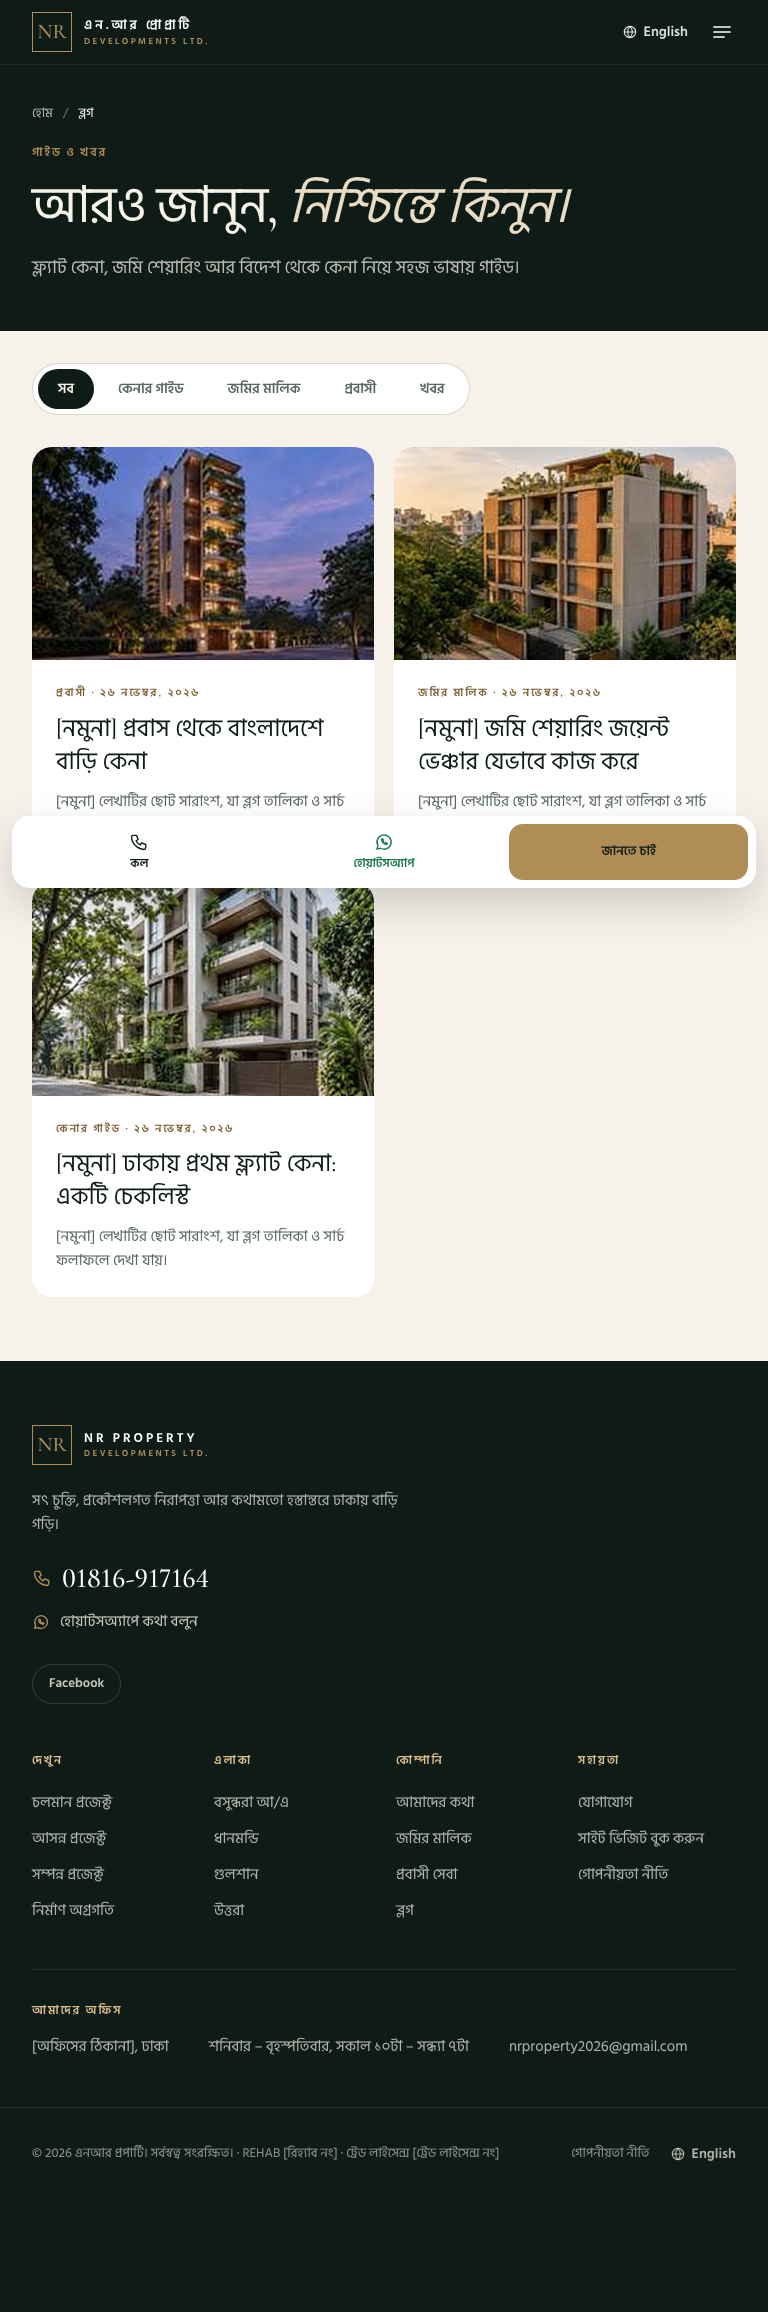 NR
এন.আর প্রোপ্রার্টি
DEVELOPMENTS LTD.
English
হোম / ব্লগ
গাইড ও খবর
আরও জানুন, নিশ্চিন্তে কিনুন।
ফ্ল্যাট কেনা, জমি শেয়ারিং আর বিদেশ থেকে কেনা নিয়ে সহজ ভাষায় গাইড।
সব
কেনার গাইড
জমির মালিক
প্রবাসী
খবর
প্রবাসী · ২৬ নভেম্বর, ২০২৬
[নমুনা] প্রবাস থেকে বাংলাদেশে
বাড়ি কেনা
[নমুনা] লেখাটির ছোট সারাংশ, যা ব্লগ তালিকা ও সার্চ
জমির মালিক · ২৬ নভেম্বর, ২০২৬
[নমুনা] জমি শেয়ারিং জয়েন্ট
ভেঞ্চার যেভাবে কাজ করে
[নমুনা] লেখাটির ছোট সারাংশ, যা ব্লগ তালিকা ও সার্চ
কল
হোয়াটসঅ্যাপ
জানতে চাই
কেনার গাইড · ২৬ নভেম্বর, ২০২৬
[নমুনা] ঢাকায় প্রথম ফ্ল্যাট কেনা:
একটি চেকলিস্ট
[নমুনা] লেখাটির ছোট সারাংশ, যা ব্লগ তালিকা ও সার্চ
ফলাফলে দেখা যায়।
NR
NR PROPERTY
DEVELOPMENTS LTD.
সৎ চুক্তি, প্রকৌশলগত নিরাপত্তা আর কথামতো হস্তান্তরে ঢাকায় বাড়ি
গড়ি।
01816-917164
হোয়াটসঅ্যাপে কথা বলুন
Facebook
দেখুন
চলমান প্রজেক্ট
আসন্ন প্রজেক্ট
সম্পন্ন প্রজেক্ট
নির্মাণ অগ্রগতি
এলাকা
বসুন্ধরা আ/এ
ধানমন্ডি
গুলশান
উত্তরা
কোম্পানি
আমাদের কথা
জমির মালিক
প্রবাসী সেবা
ব্লগ
সহায়তা
যোগাযোগ
সাইট ভিজিট বুক করুন
গোপনীয়তা নীতি
আমাদের অফিস
[অফিসের ঠিকানা], ঢাকা
শনিবার – বৃহস্পতিবার, সকাল ১০টা – সন্ধ্যা ৭টা
nrproperty2026@gmail.com
© 2026 এনআর প্রপার্টি। সর্বস্বত্ব সংরক্ষিত। · REHAB [রিহ্যাব নং] · ট্রেড লাইসেন্স [ট্রেড লাইসেন্স নং]
গোপনীয়তা নীতি
English